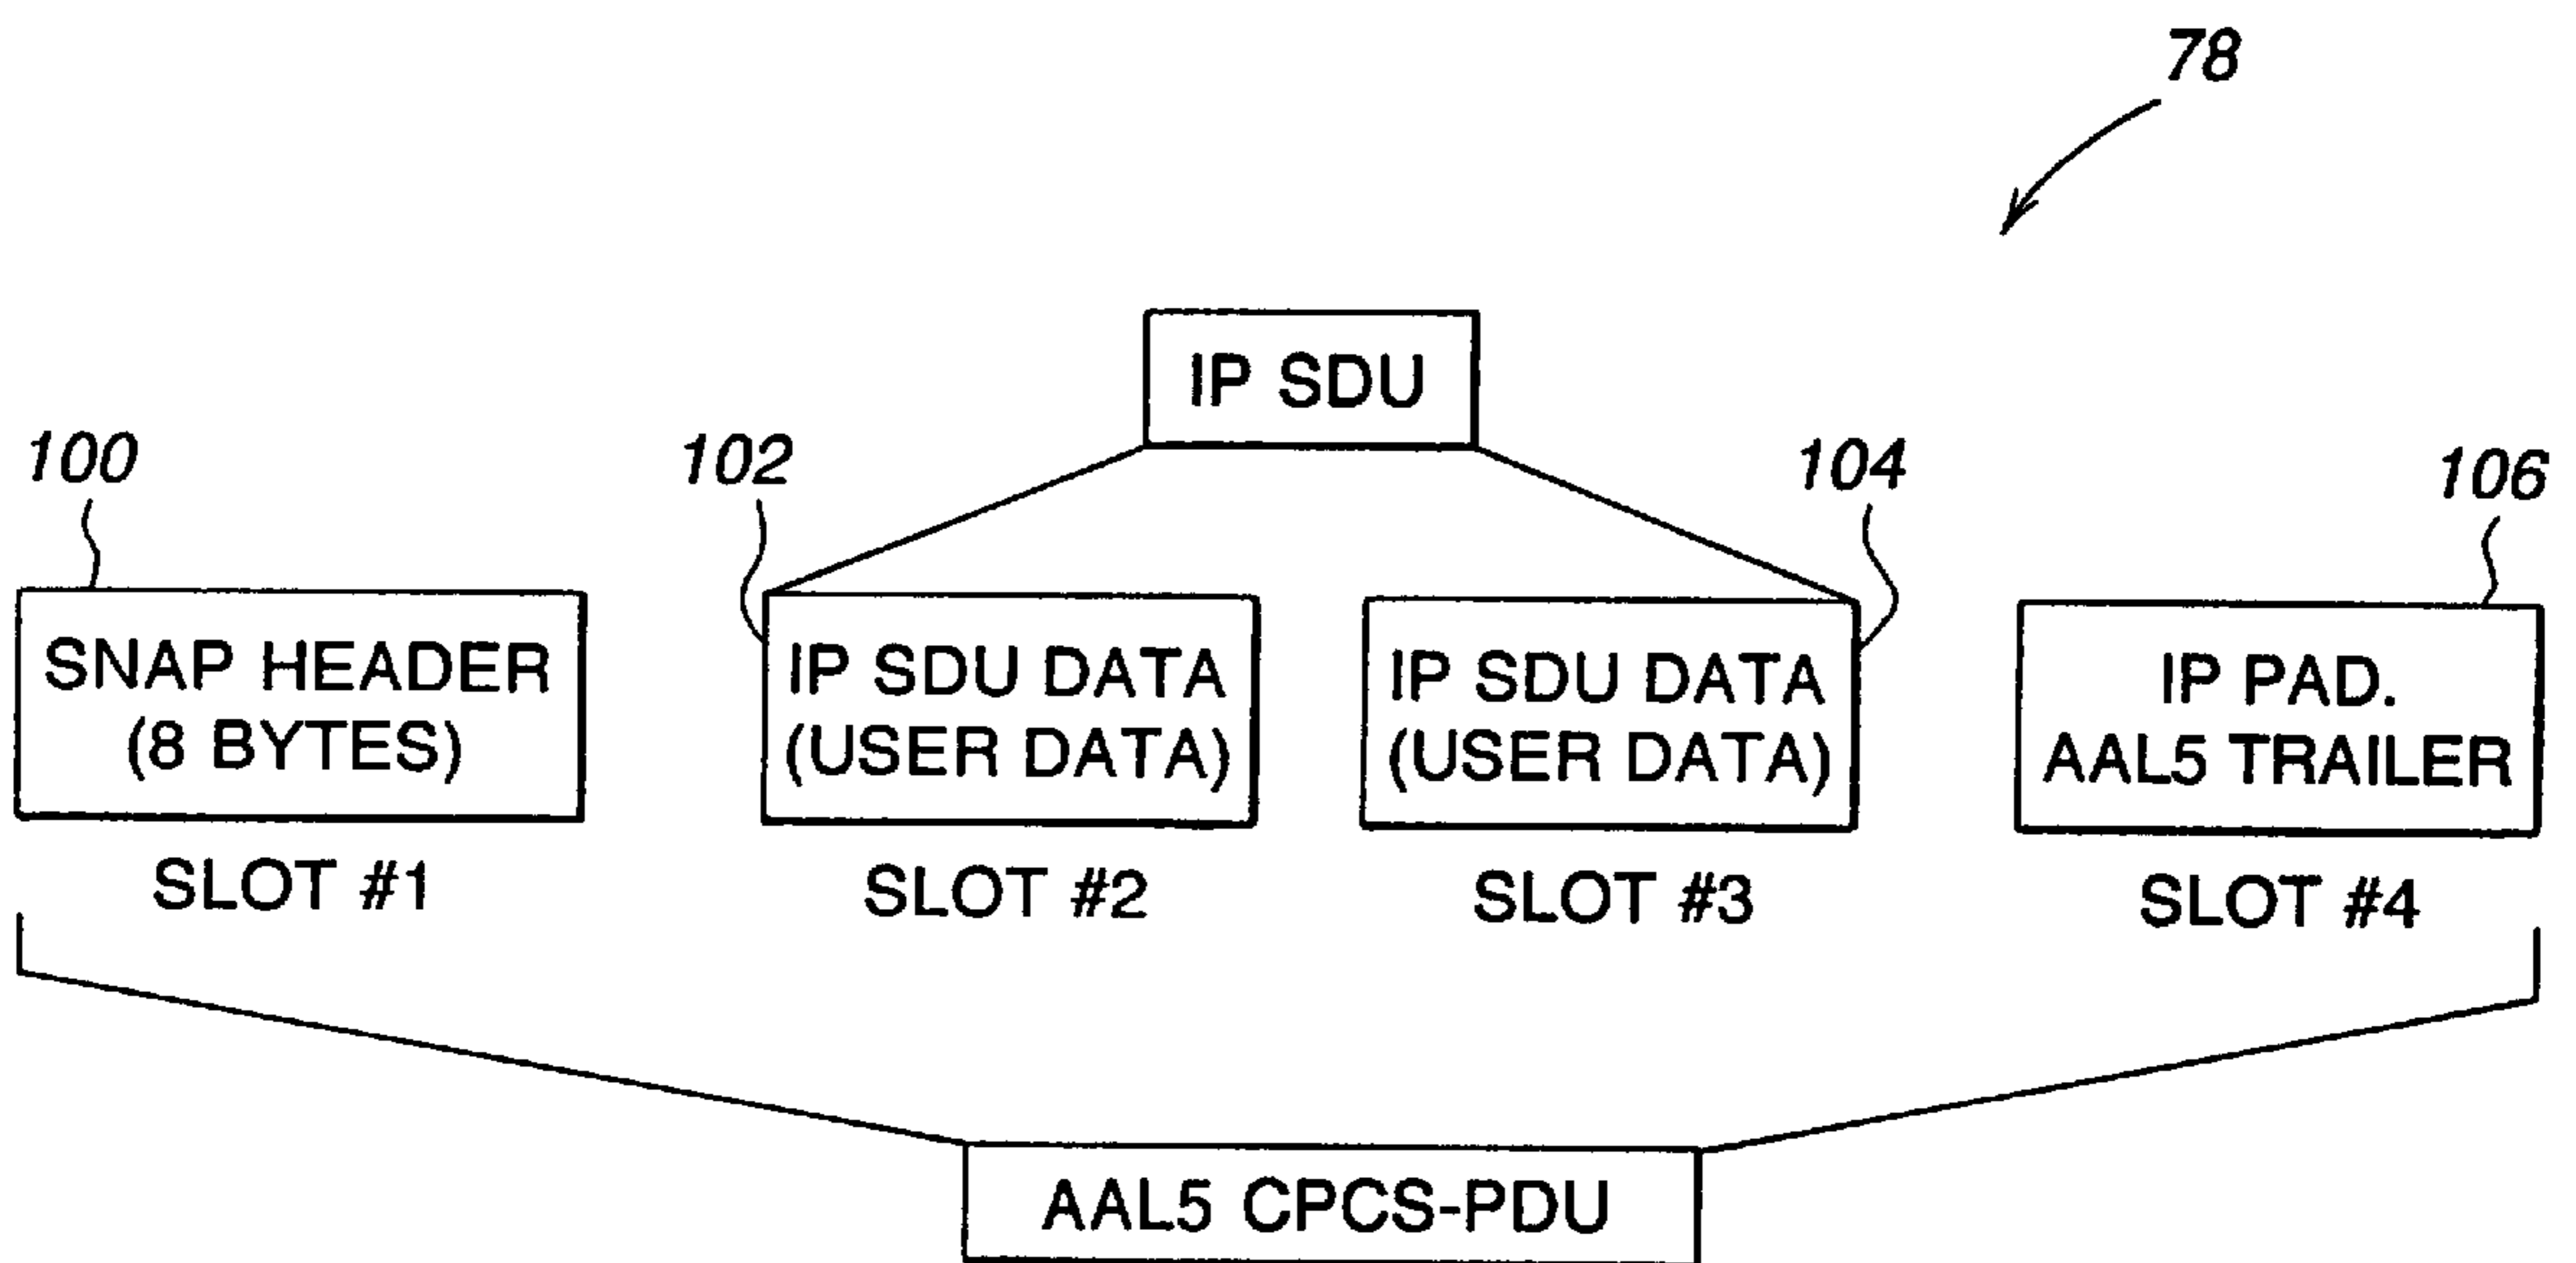 78
IP SDU
100
102
104
106
SNAP HEADER
(8 BYTES)
IP SDU DATA
(USER DATA)
IP SDU DATA
(USER DATA)
IP PAD.
AAL5 TRAILER
SLOT #1
SLOT #2
SLOT #3
SLOT #4
AAL5 CPCS-PDU